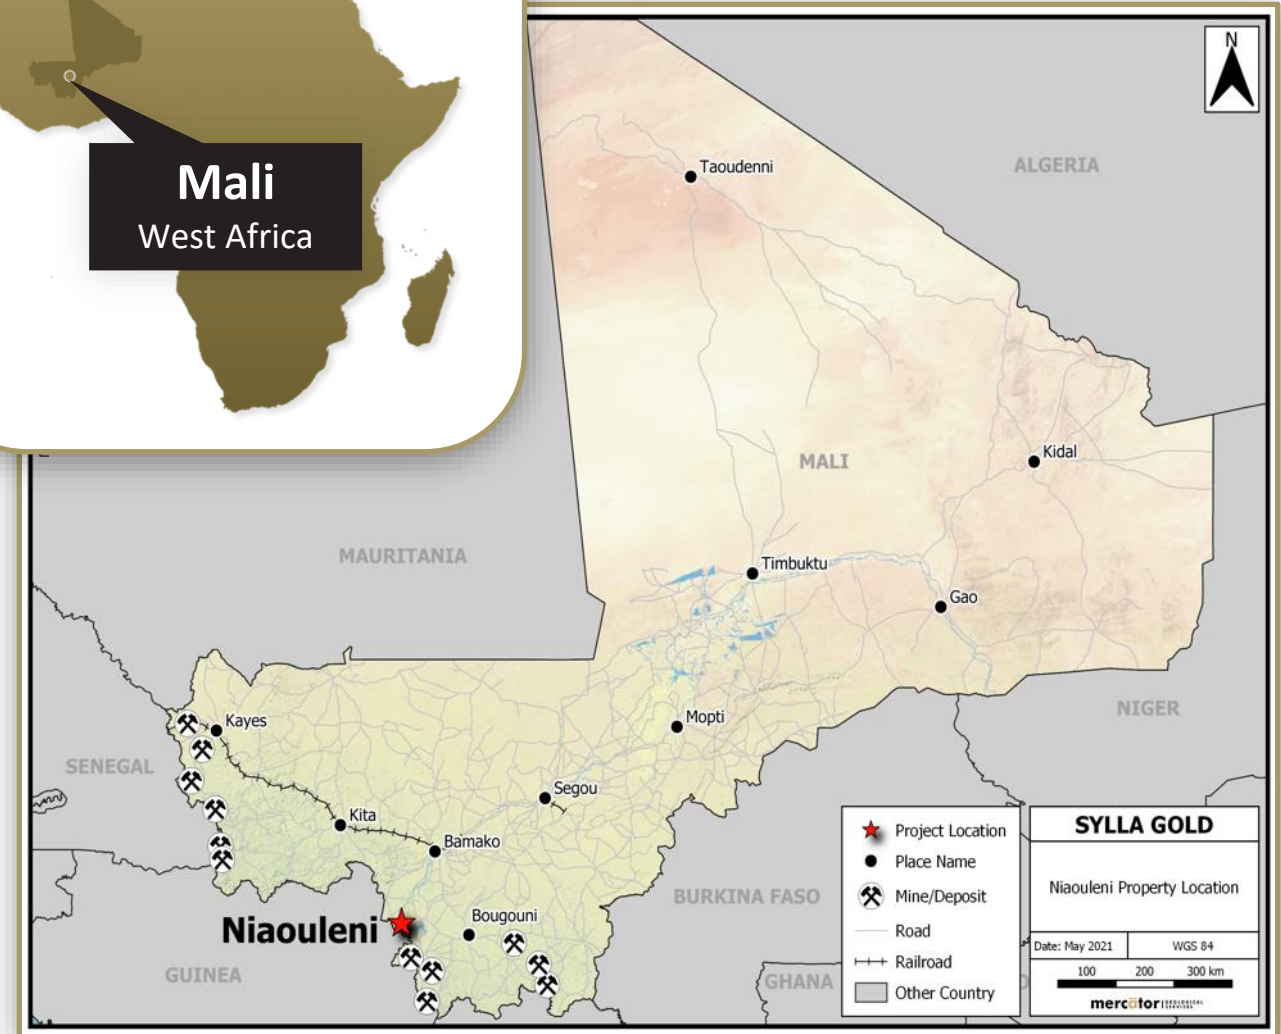 Mali
West Africa
N
ALGERIA
Taoudenni
MALI
Kidal
MAURITANIA
Timbuktu
Gao
Kayes
Mopti
NIGER
SENEGAL
Segou
Kita
Bamako
BURKINA FASO
Niaouleni
Bougouni
GUINEA
GHANA
Project Location
Place Name
Mine/Deposit
Road
Railroad
Other Country
SYLLA GOLD
Niaouleni Property Location
Date: May 2021
WGS 84
100 200 300 km
mercator GEOLOGICAL SERVICES